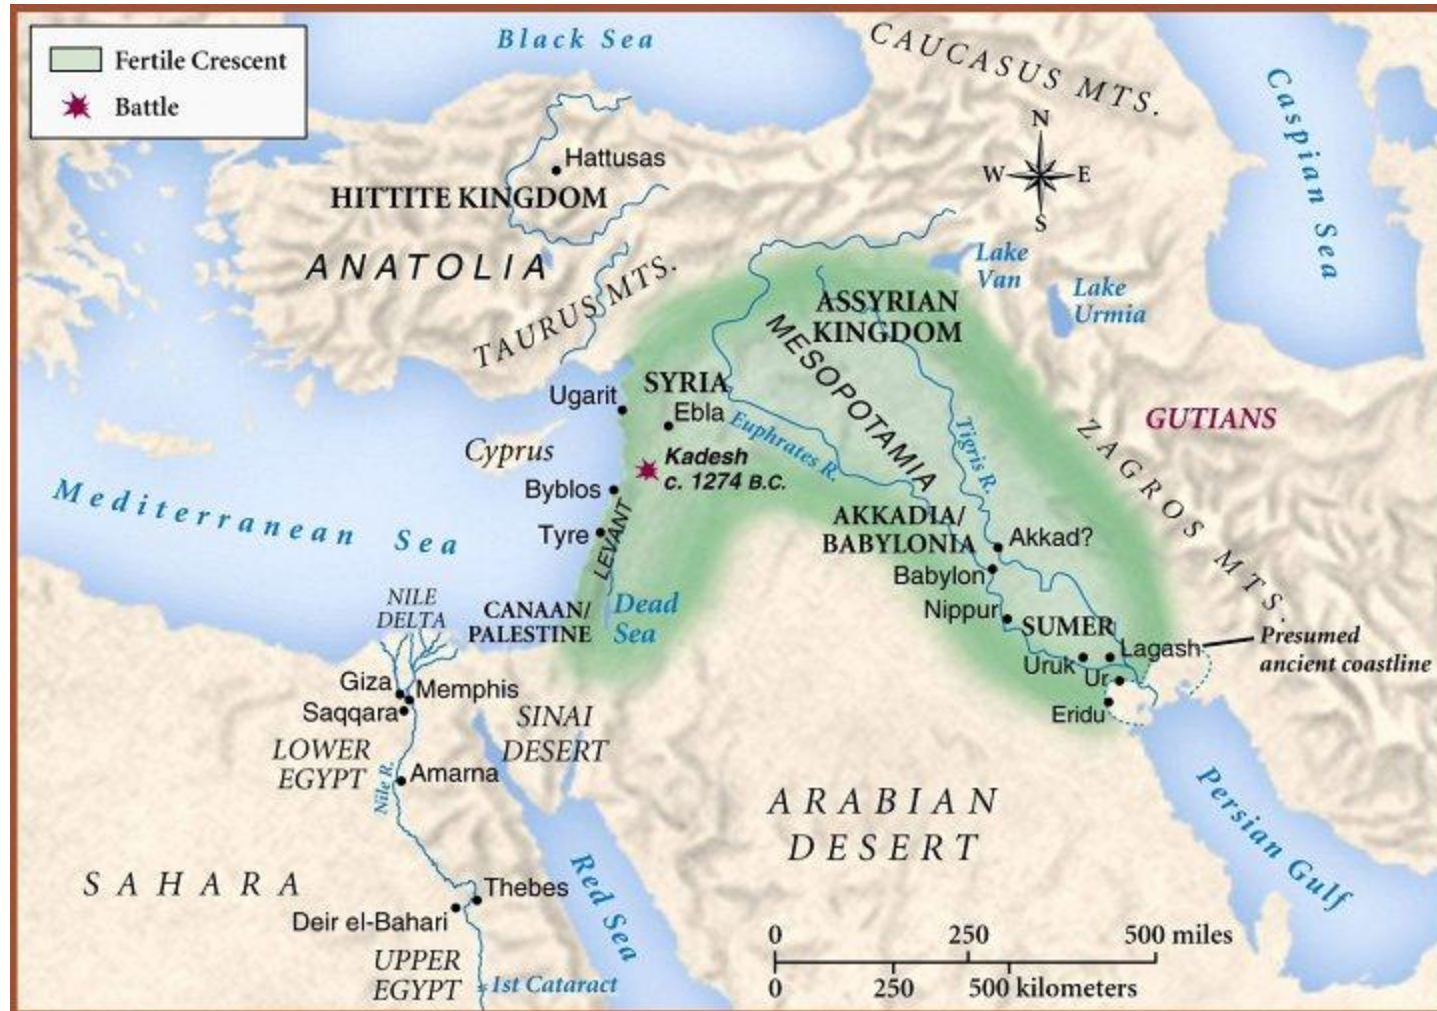 Fertile Crescent
Battle
Black Sea
CAUCASUS MTS.
Caspian Sea
N
W
E
S
Hattusas
HITTITE KINGDOM
ANATOLIA
TAURUS MTS.
Lake
Van
Lake
Urmia
ASSYRIAN
KINGDOM
MESOPOTAMIA
SYRIA
Ugarit
Ebla
Euphrates R.
Tigris R.
GUTIANS
ZAGROS MTS.
Cyprus
Kadesh
c. 1274 B.C.
Byblos
Mediterranean Sea
Tyre
LEVANT
AKKADIA/
BABYLONIA
Akkad?
Babylon
Nippur
SUMER
NILE
DELTA
CANAAN/
PALESTINE
Dead
Sea
Lagash
Presumed
ancient coastline
Uruk
Ur
Eridu
Giza
Memphis
Saqqara
SINAI
DESERT
LOWER
EGYPT
Nile R.
Amarna
ARABIAN
DESERT
Persian Gulf
SAHARA
Thebes
Deir el-Bahari
Red Sea
UPPER
EGYPT
1st Cataract
0 250 500 miles
0 250 500 kilometers